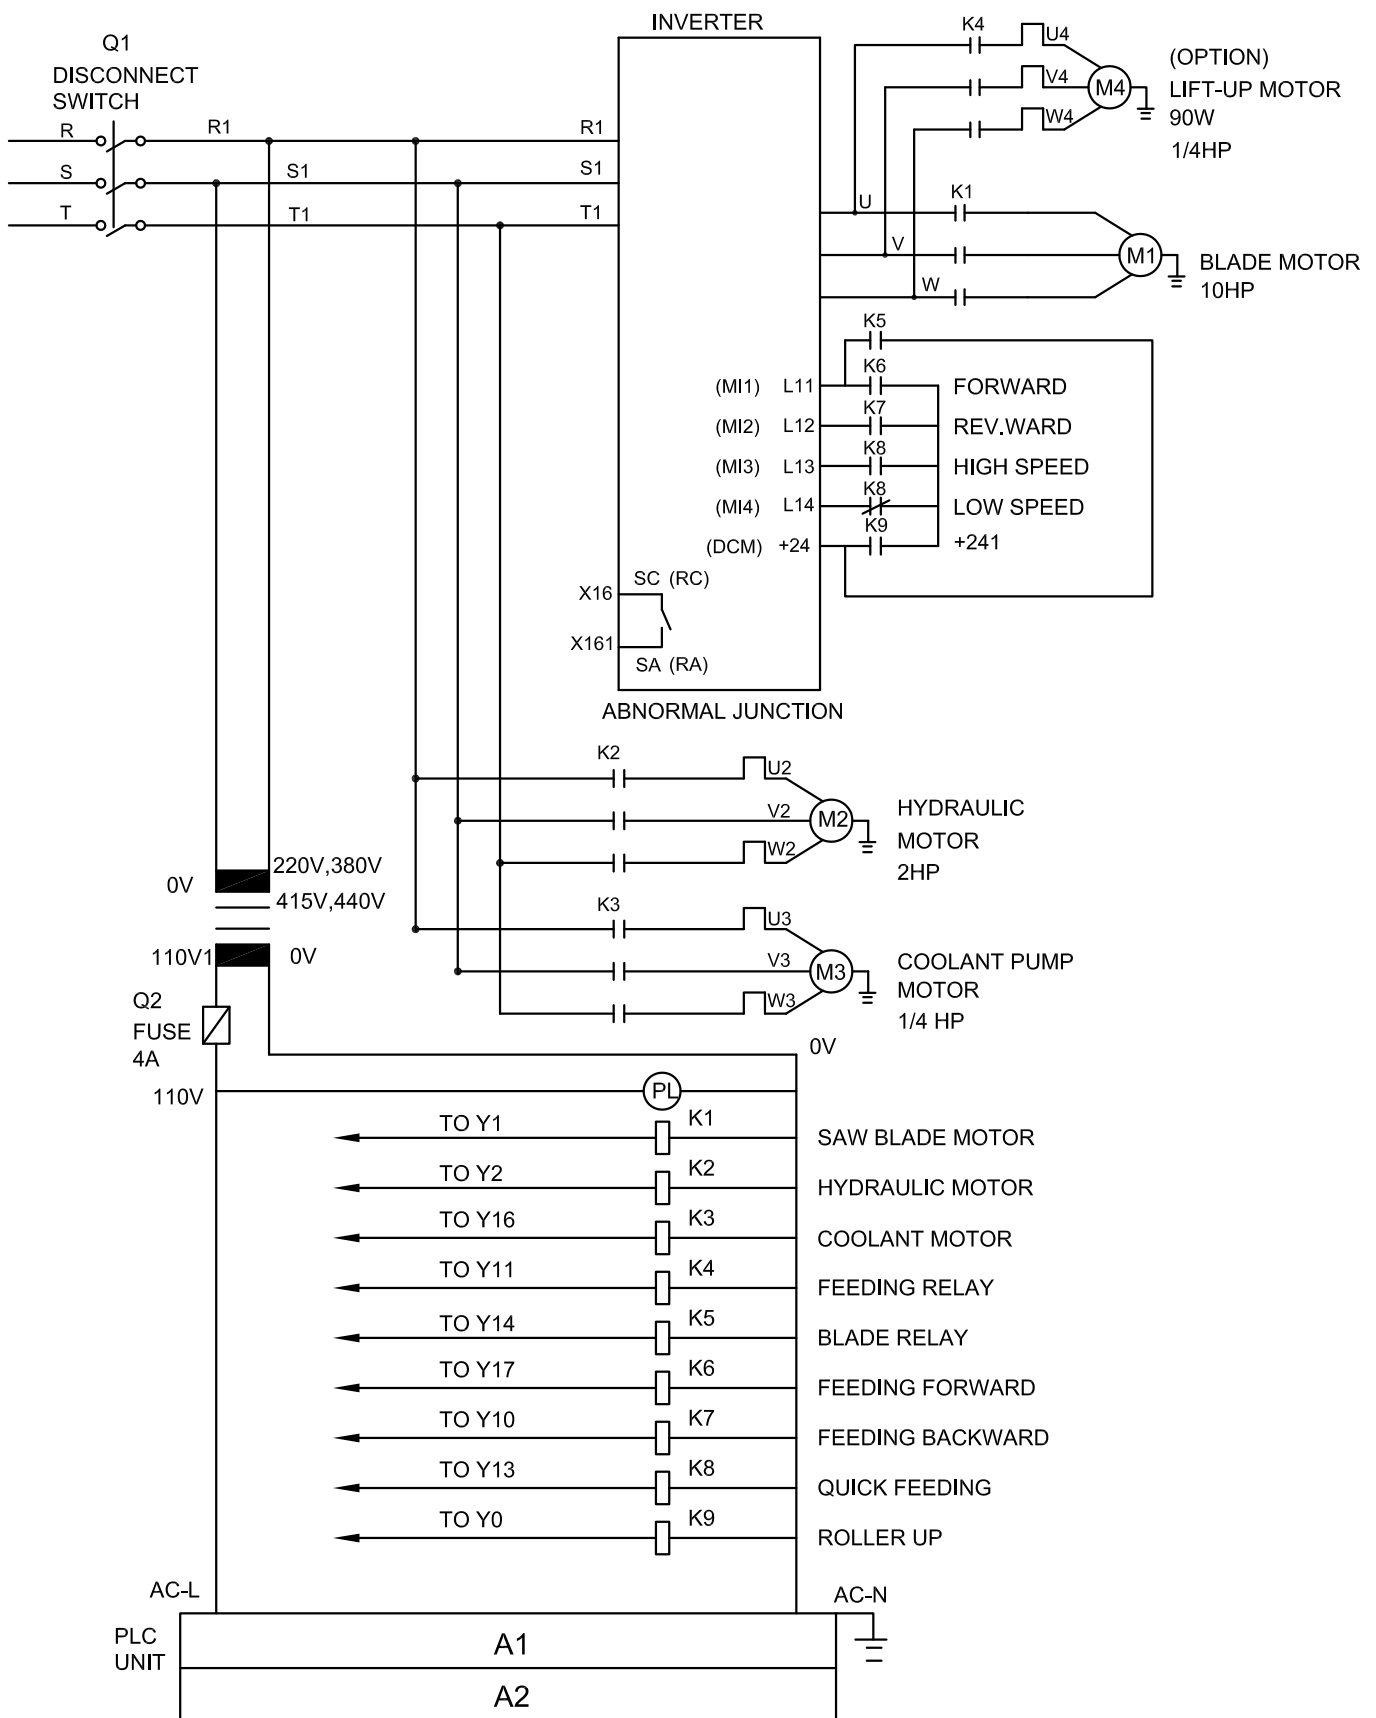 INVERTER
Q1
DISCONNECT
SWITCH
R
R1
R1
S
S1
S1
T
T1
T1
K4
U4
V4
W4
M4
(OPTION)
LIFT-UP MOTOR
90W
1/4HP
U
K1
V
W
M1
BLADE MOTOR
10HP
K5
(MI1) L11
K6
FORWARD
(MI2) L12
K7
REV.WARD
(MI3) L13
K8
HIGH SPEED
(MI4) L14
K8
LOW SPEED
(DCM) +24
K9
+241
X16
SC (RC)
X161
SA (RA)
ABNORMAL JUNCTION
K2
U2
V2
W2
M2
HYDRAULIC
MOTOR
2HP
K3
U3
V3
W3
M3
COOLANT PUMP
MOTOR
1/4 HP
0V
220V,380V
415V,440V
110V1
0V
Q2
FUSE
4A
0V
110V
PL
TO Y1
K1
SAW BLADE MOTOR
TO Y2
K2
HYDRAULIC MOTOR
TO Y16
K3
COOLANT MOTOR
TO Y11
K4
FEEDING RELAY
TO Y14
K5
BLADE RELAY
TO Y17
K6
FEEDING FORWARD
TO Y10
K7
FEEDING BACKWARD
TO Y13
K8
QUICK FEEDING
TO Y0
K9
ROLLER UP
AC-L
AC-N
PLC
UNIT
A1
A2